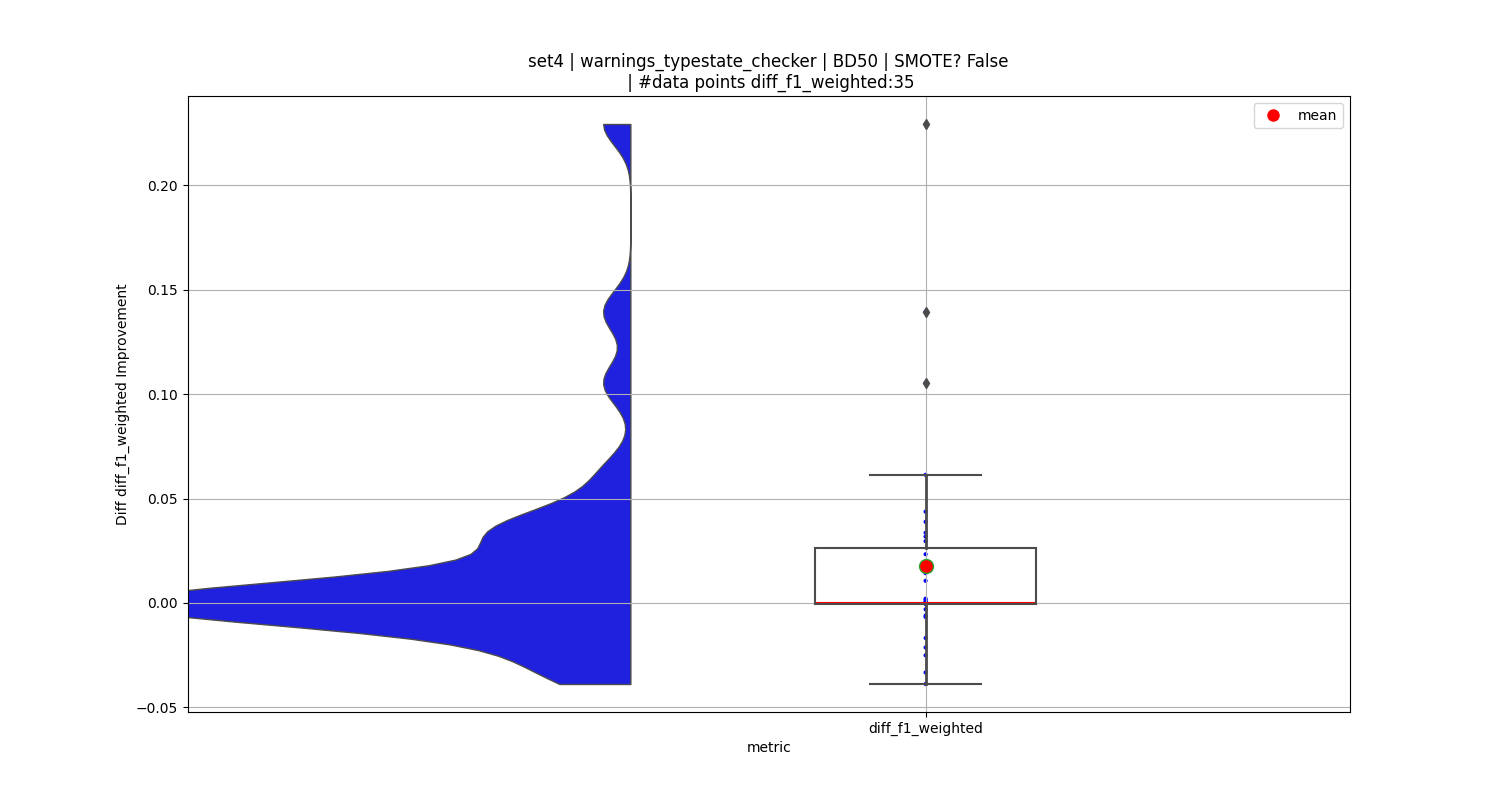 set4 | warnings_typestate_checker | BD50 | SMOTE? False
| #data points diff_f1_weighted:35
mean
0.20
0.15
0.10
0.05
0.00
−0.05
Diff diff_f1_weighted Improvement
diff_f1_weighted
metric